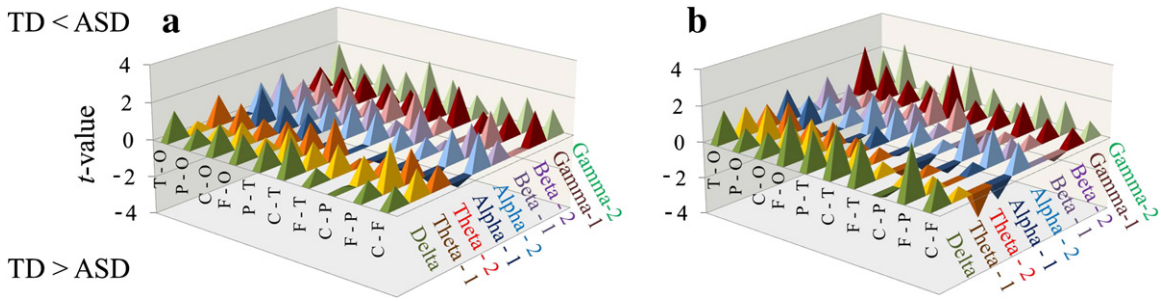 TD < ASD
a
b
4
2
0
- 2
- 4
t-value
T - O
P - O
C - O
F - O
P - T
C - T
F - T
C - P
F - P
C - F
Delta
Theta - 1
Theta - 2
Alpha - 1
Alpha - 2
Beta - 1
Beta - 2
Gamma-1
Gamma-2
4
2
0
-2
-4
T - O
P - O
C - O
F - O
P - T
C - T
F - T
C - P
F - P
C - F
Delta
Theta - 1
Theta - 2
Alpha - 1
Alpha - 2
Beta - 1
Beta - 2
Gamma-1
Gamma-2
TD > ASD